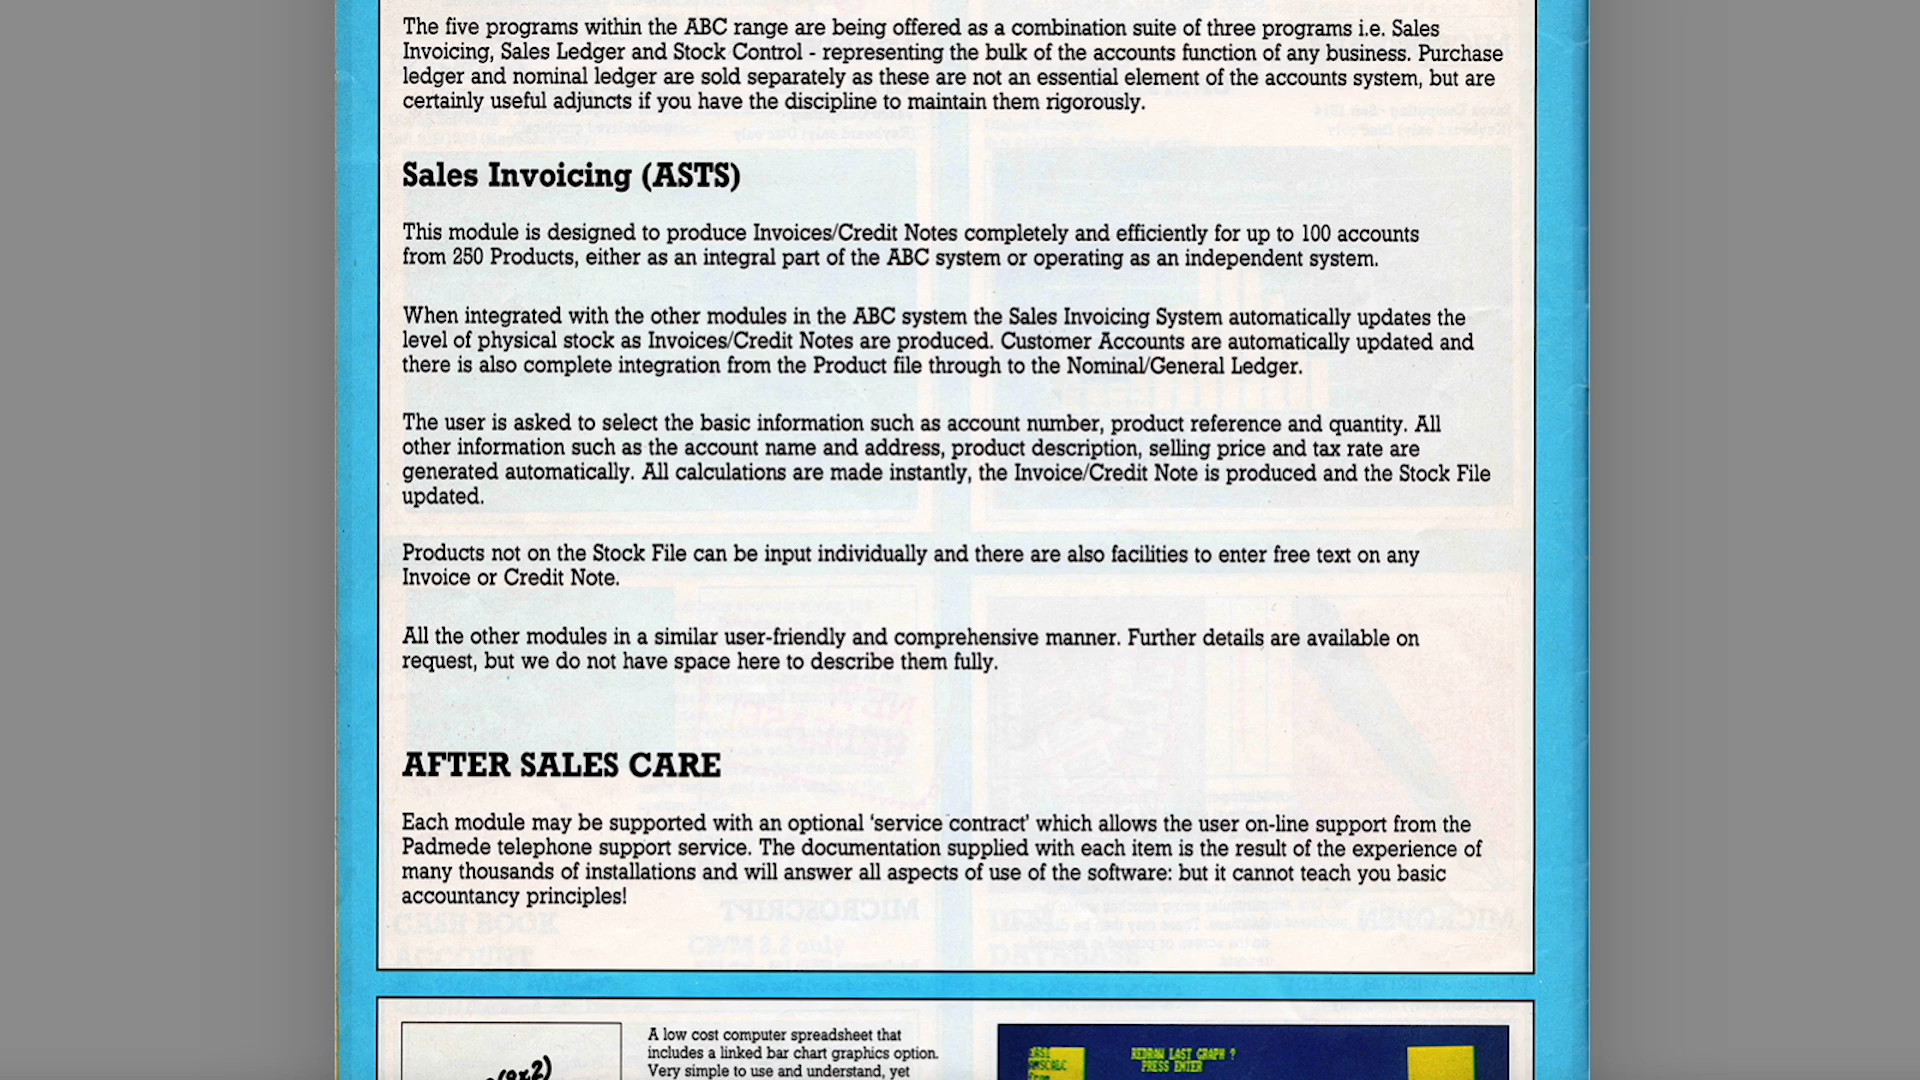 The five programs within the ABC range are being offered as a combination suite of three programs i.e. Sales
Invoicing, Sales Ledger and Stock Control - representing the bulk of the accounts function of any business. Purchase
ledger and nominal ledger are sold separately as these are not an essential element of the accounts system, but are
certainly useful adjuncts if you have the discipline to maintain them rigorously.
Sales Invoicing (ASTS)
This module is designed to produce Invoices/Credit Notes completely and efficiently for up to 100 accounts
from 250 Products, either as an integral part of the ABC system or operating as an independent system.
When integrated with the other modules in the ABC system the Sales Invoicing System automatically updates the
level of physical stock as Invoices/Credit Notes are produced. Customer Accounts are automatically updated and
there is also complete integration from the Product file through to the Nominal/General Ledger.
The user is asked to select the basic information such as account number, product reference and quantity. All
other information such as the account name and address, product description, selling price and tax rate are
generated automatically. All calculations are made instantly, the Invoice/Credit Note is produced and the Stock File
updated.
Products not on the Stock File can be input individually and there are also facilities to enter free text on any
Invoice or Credit Note.
All the other modules in a similar user-friendly and comprehensive manner. Further details are available on
request, but we do not have space here to describe them fully.
AFTER SALES CARE
Each module may be supported with an optional 'service contract' which allows the user on-line support from the
Padmede telephone support service. The documentation supplied with each item is the result of the experience of
many thousands of installations and will answer all aspects of use of the software: but it cannot teach you basic
accountancy principles!
A low cost computer spreadsheet that
includes a linked bar chart graphics option.
Very simple to use and understand, yet
REDRAW LAST GRAPH ?
PRESS ENTER